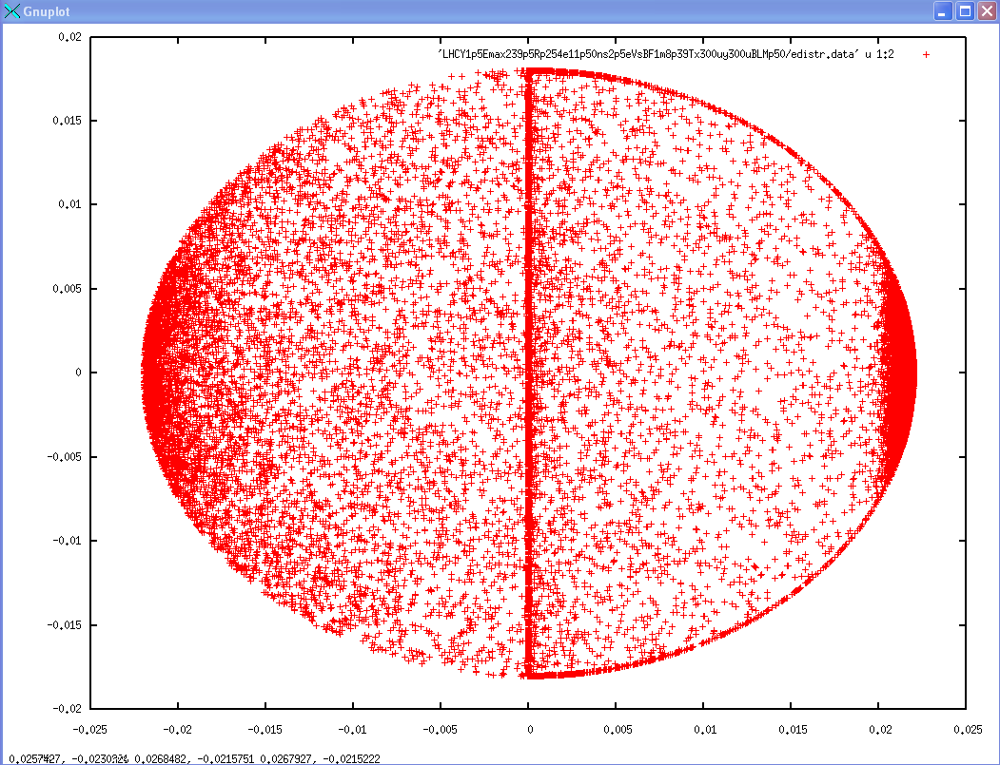 Gnuplot
'LHCY1p5Emax239p5Rp254e11p50ns2p5eVsBF1m8p39Tx300uy300uBLMp50/edistr.data' u 1:2
0.02
0.015
0.01
0.005
0
-0.005
-0.01
-0.015
-0.02
-0.025 -0.02 -0.015 -0.01 -0.005 0 0.005 0.01 0.015 0.02 0.025
0.0268482, -0.0215751 0.0267927, -0.0215222